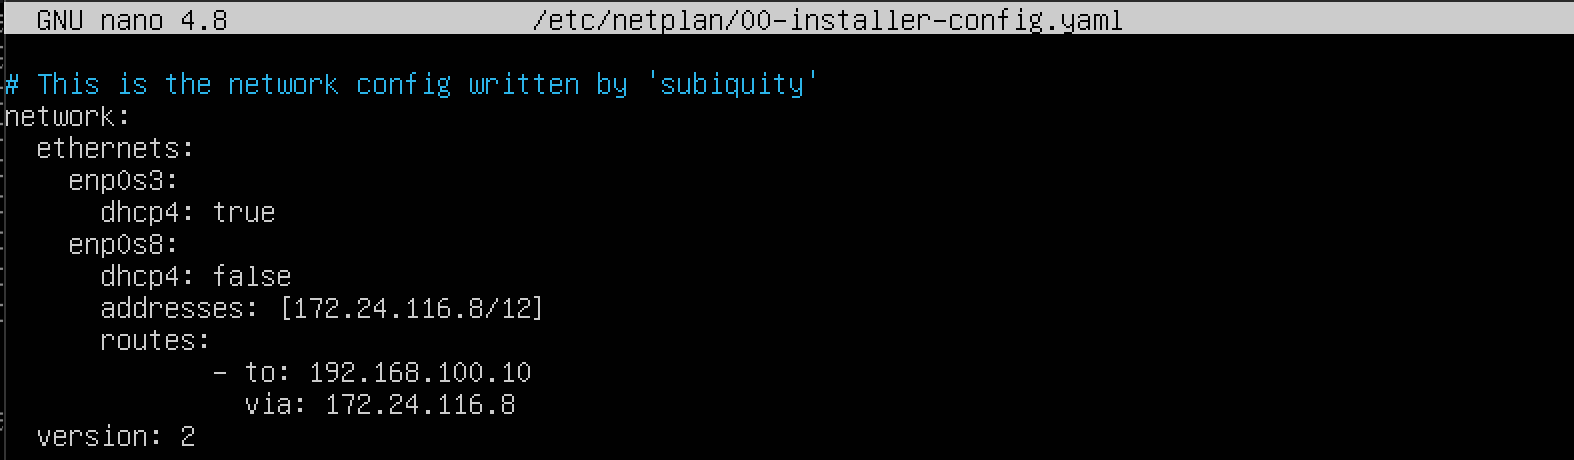 GNU nano 4.8 /etc/netplan/00-installer-config.yaml
# This is the network config written by 'subiquity'
network:
  ethernets:
    enp0s3:
      dhcp4: true
    enp0s8:
      dhcp4: false
      addresses: [172.24.116.8/12]
      routes:
             - to: 192.168.100.10
               via: 172.24.116.8
  version: 2